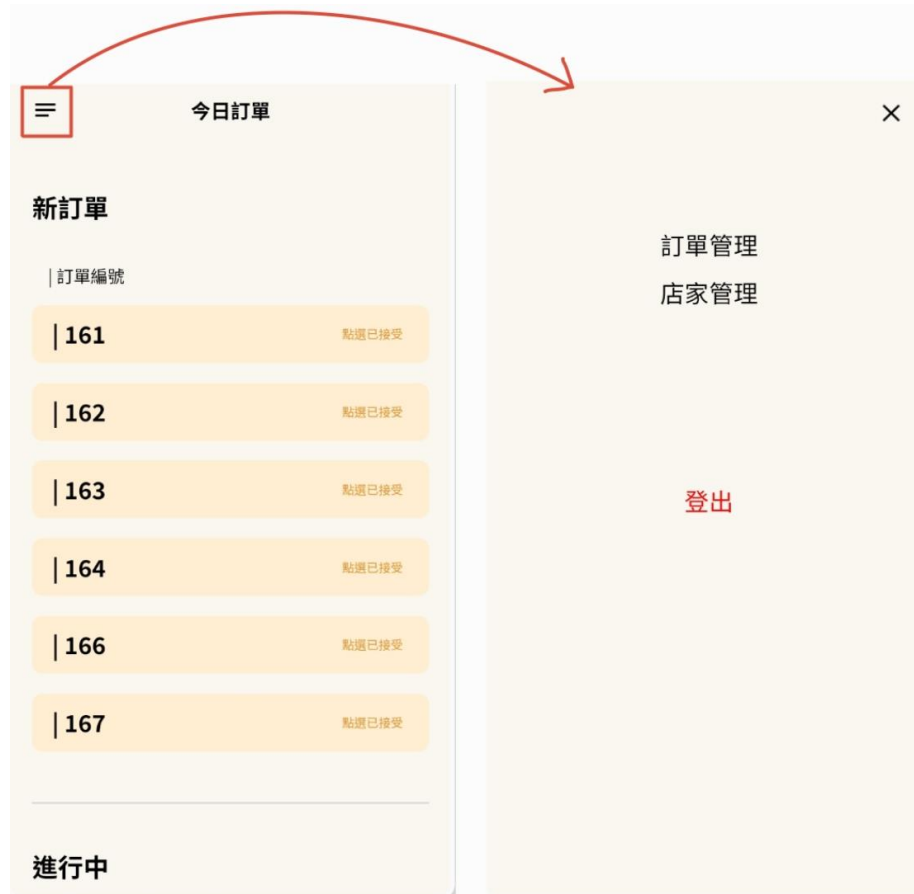 今日訂單
新訂單
|訂單編號
|161 點選已接受
|162 點選已接受
|163 點選已接受
|164 點選已接受
|166 點選已接受
|167 點選已接受
進行中
訂單管理
店家管理
登出